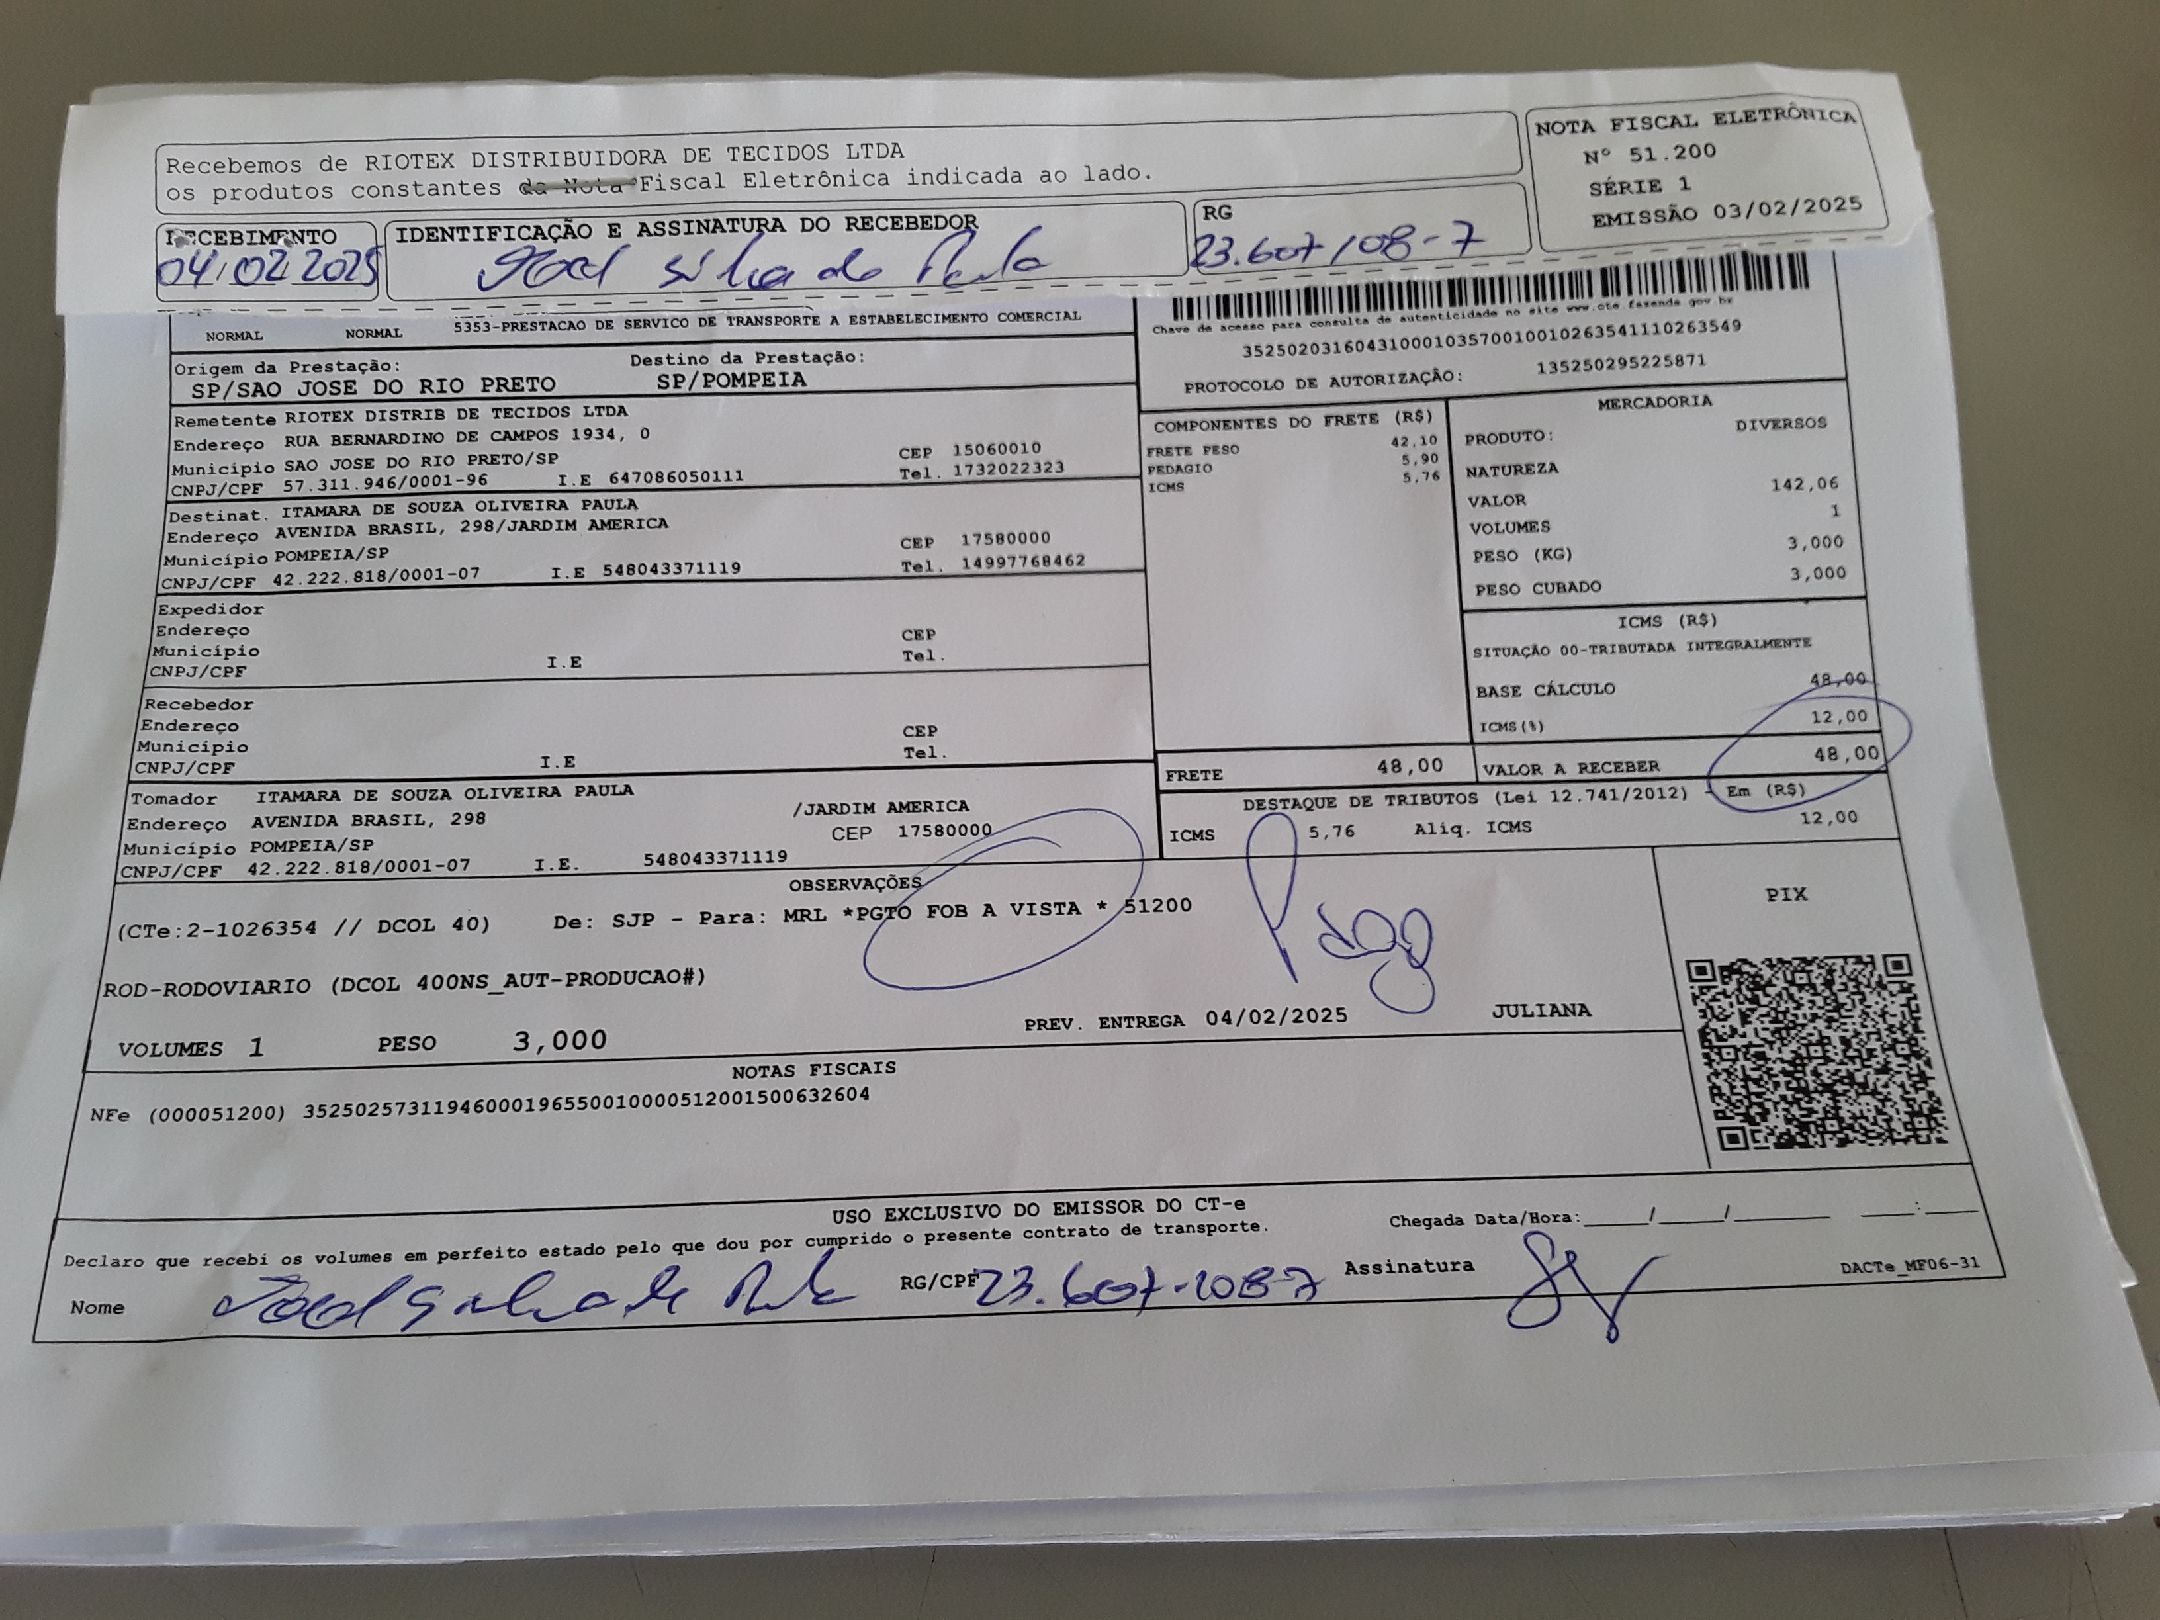 Recebemos de RIOTEX DISTRIBUIDORA DE TECIDOS LTDA
os produtos constantes da Nota Fiscal Eletrônica indicada ao lado.
NOTA FISCAL ELETRÔNICA
Nº 51.200
SÉRIE 1
EMISSÃO 03/02/2025
RECEBIMENTO
04/02/2025
IDENTIFICAÇÃO E ASSINATURA DO RECEBEDOR
RG
23.607108-7
NORMAL NORMAL 5353-PRESTACAO DE SERVICO DE TRANSPORTE A ESTABELECIMENTO COMERCIAL
Chave de acesso para consulta de autenticidade no site www.cte.fazenda.gov.br
35250203160431000103570010010263541110263549
PROTOCOLO DE AUTORIZAÇÃO: 135250295225871
Origem da Prestação: Destino da Prestação:
SP/SAO JOSE DO RIO PRETO SP/POMPEIA
Remetente RIOTEX DISTRIB DE TECIDOS LTDA
Endereço RUA BERNARDINO DE CAMPOS 1934, 0
Município SAO JOSE DO RIO PRETO/SP CEP 15060010
CNPJ/CPF 57.311.946/0001-96 I.E 647086050111 Tel. 1732022323
Destinat. ITAMARA DE SOUZA OLIVEIRA PAULA
Endereço AVENIDA BRASIL, 298/JARDIM AMERICA
Município POMPEIA/SP CEP 17580000
CNPJ/CPF 42.222.818/0001-07 I.E 548043371119 Tel. 14997768462
Expedidor
Endereço
Município CEP
CNPJ/CPF I.E Tel.
Recebedor
Endereço
Município CEP
CNPJ/CPF I.E Tel.
Tomador ITAMARA DE SOUZA OLIVEIRA PAULA
Endereço AVENIDA BRASIL, 298 /JARDIM AMERICA
Município POMPEIA/SP CEP 17580000
CNPJ/CPF 42.222.818/0001-07 I.E. 548043371119
COMPONENTES DO FRETE (R$)
FRETE PESO 42,10
PEDAGIO 5,90
ICMS 5,76
MERCADORIA
PRODUTO: DIVERSOS
NATUREZA
VALOR 142,06
VOLUMES 1
PESO (KG) 3,000
PESO CUBADO 3,000
ICMS (R$)
SITUAÇÃO 00-TRIBUTADA INTEGRALMENTE
BASE CÁLCULO 48,00
ICMS(%) 12,00
FRETE 48,00 VALOR A RECEBER 48,00
DESTAQUE DE TRIBUTOS (Lei 12.741/2012) - Em (R$)
ICMS 5,76 Aliq. ICMS 12,00
OBSERVAÇÕES
(CTe:2-1026354 // DCOL 40) De: SJP - Para: MRL *PGTO FOB A VISTA * 51200
Pago
PIX
ROD-RODOVIARIO (DCOL 400NS_AUT-PRODUCAO#)
VOLUMES 1 PESO 3,000 PREV. ENTREGA 04/02/2025 JULIANA
NOTAS FISCAIS
NFe (000051200) 35250257311946000196550010000512001500632604
USO EXCLUSIVO DO EMISSOR DO CT-e
Declaro que recebi os volumes em perfeito estado pelo que dou por cumprido o presente contrato de transporte. Chegada Data/Hora:____/____/______ ___:___
Nome RG/CPF 23.607.108-7 Assinatura
DACTe_MF06-31